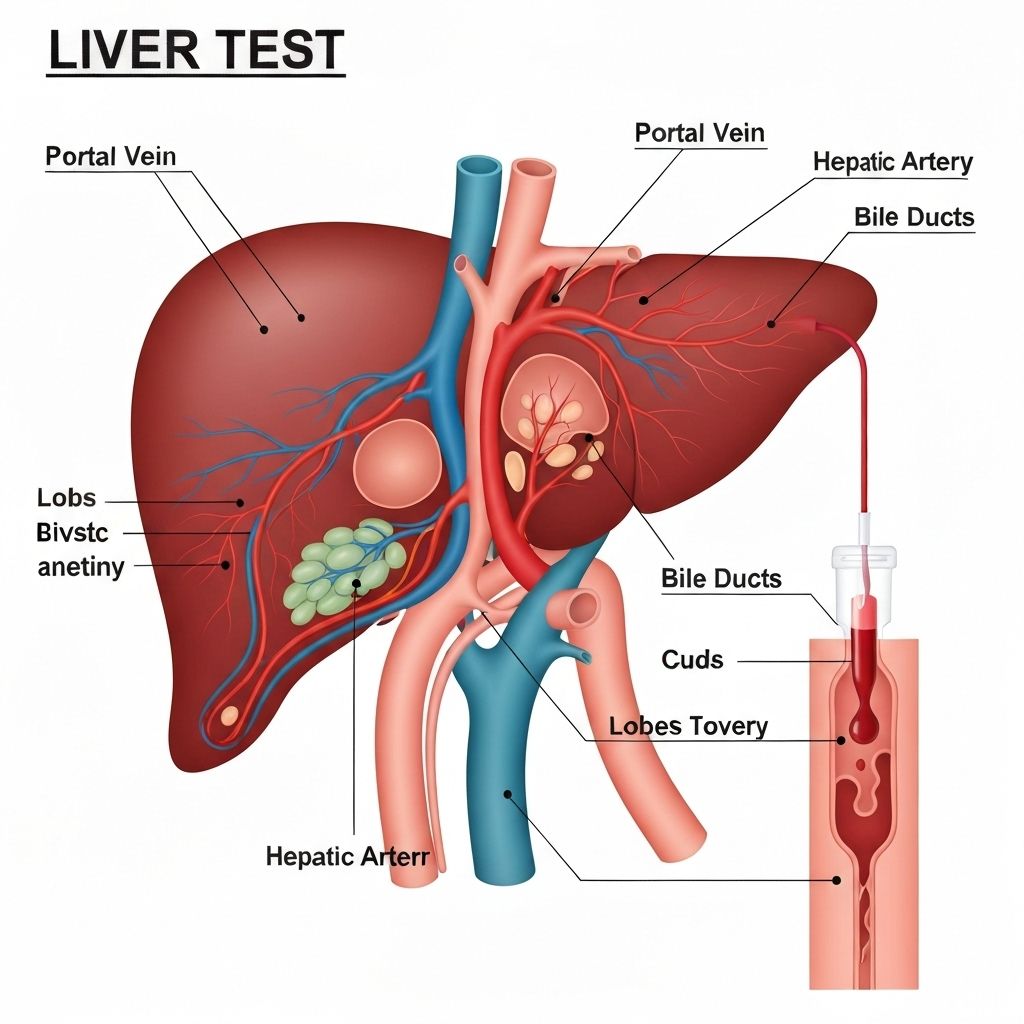 LIVER TEST
Portal Vein
Portal Vein
Hepatic Artery
Bile Ducts
Lobs
Bivstc
anetiny
Bile Ducts
Cuds
Lobes Tovery
Hepatic Arterr